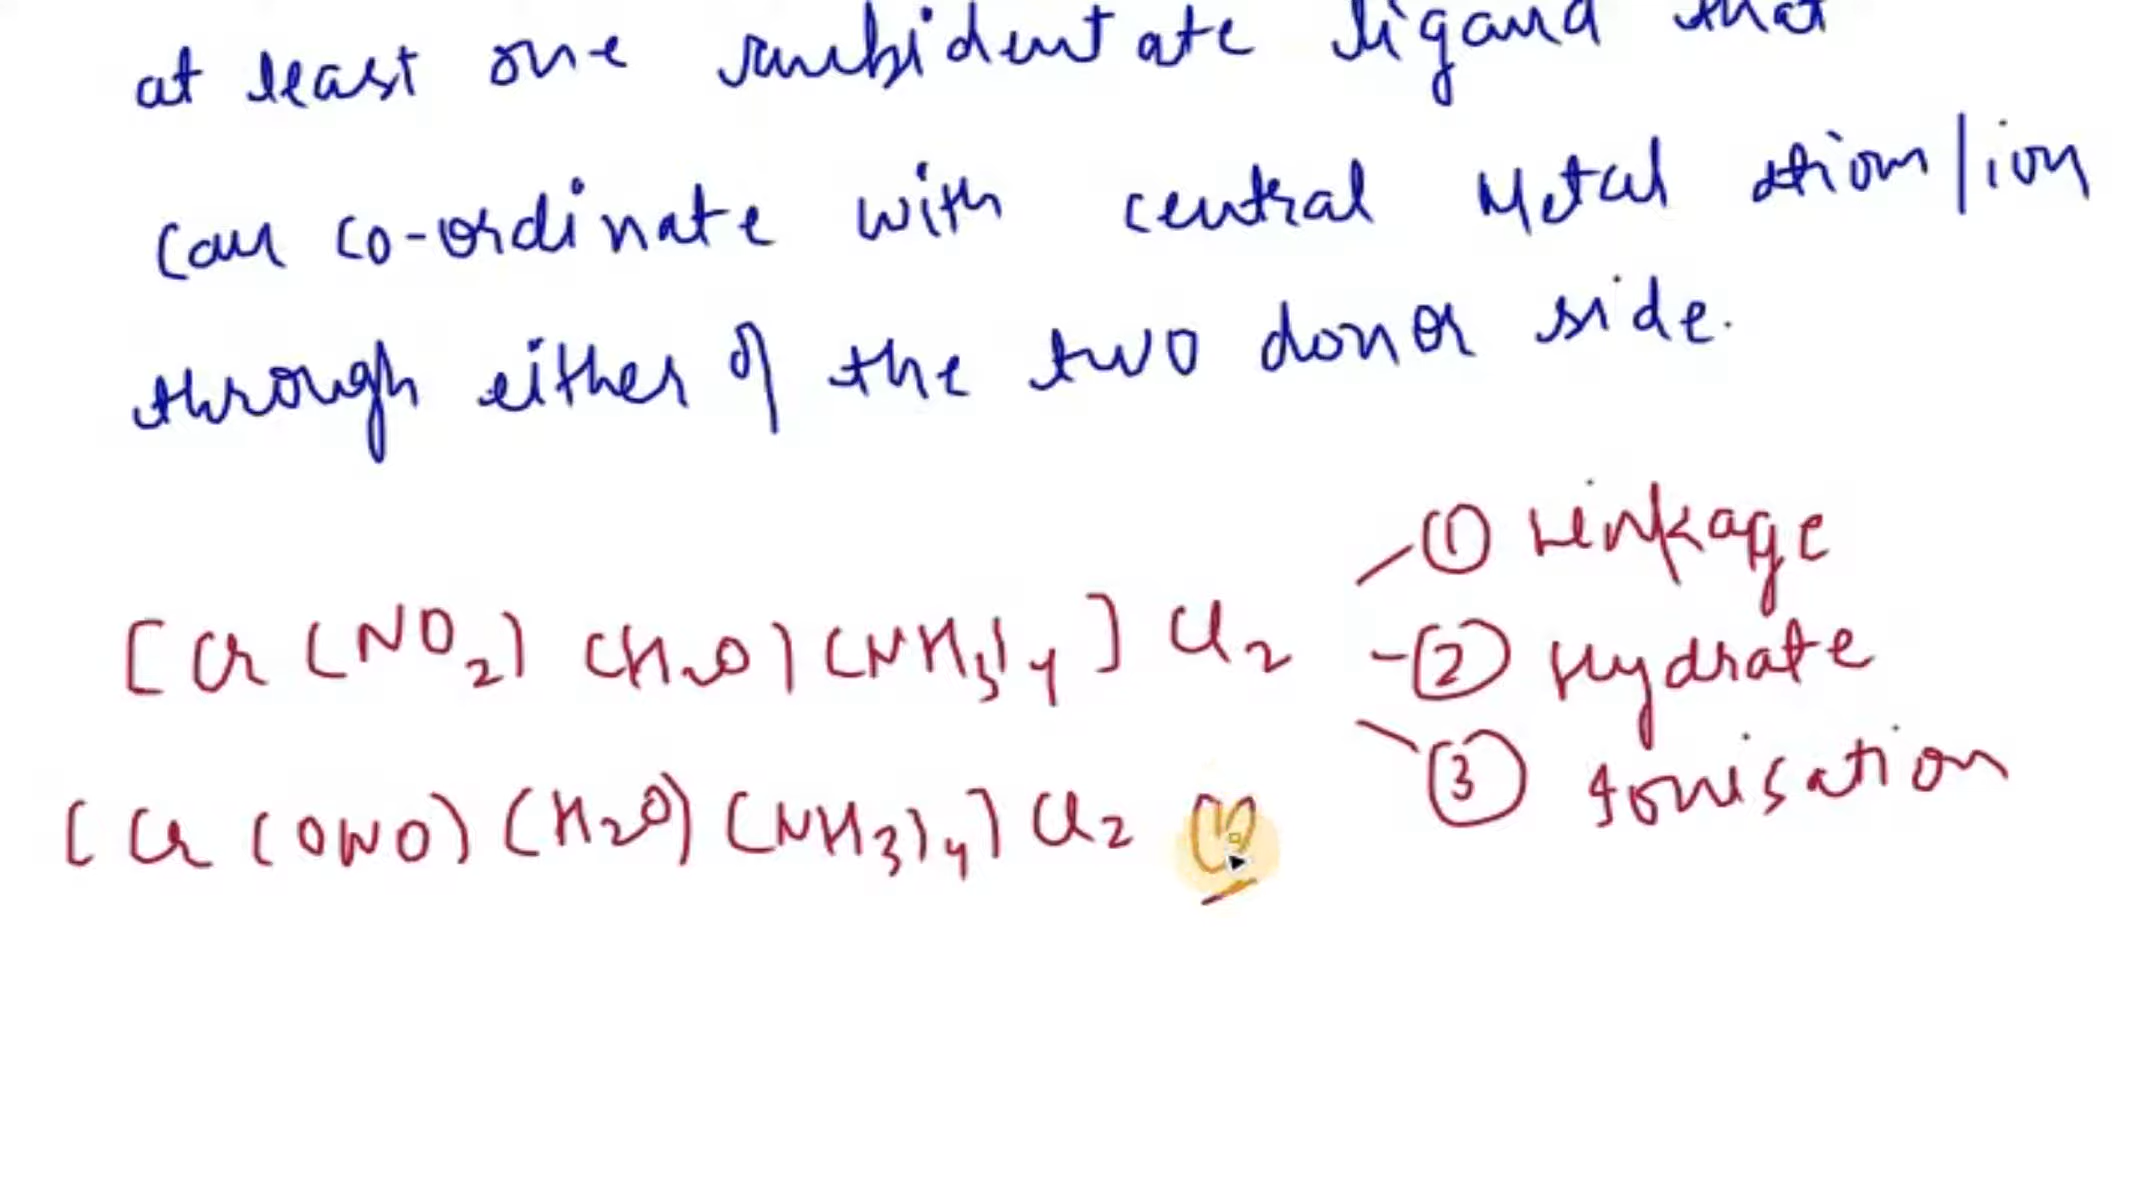 at least one ambidentate ligand that
can co-ordinate with central Metal atom/ion
through either of the two donor side.
[Cr(NO2)(H2O)(NH3)4]Cl2
① Linkage
② Hydrate
③ Ionisation
[Cr(ONO)(H2O)(NH3)4]Cl2 ①